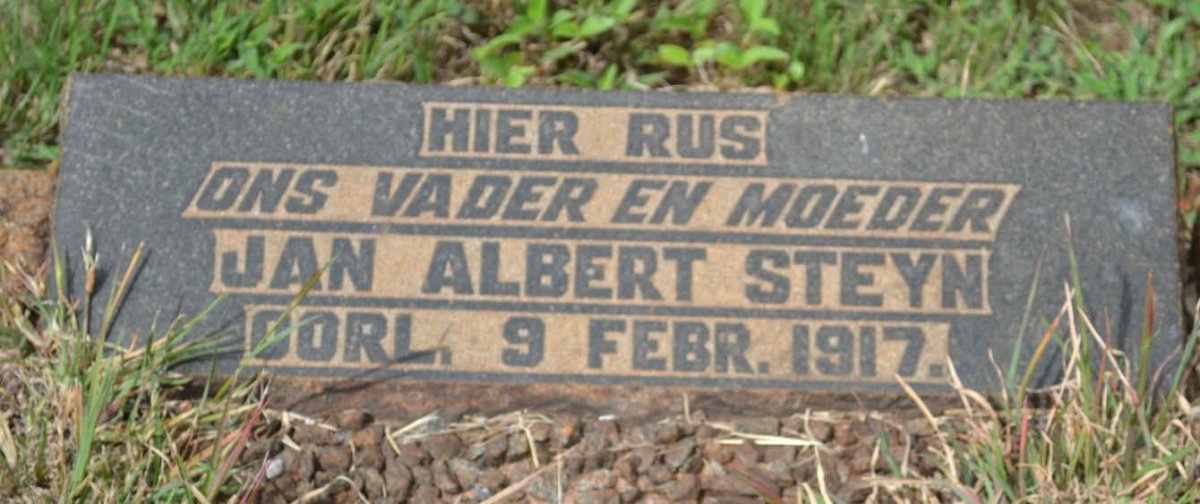 HIER RUS
ONS VADER EN MOEDER
JAN ALBERT STEYN
OORL. 9 FEBR. 1917.